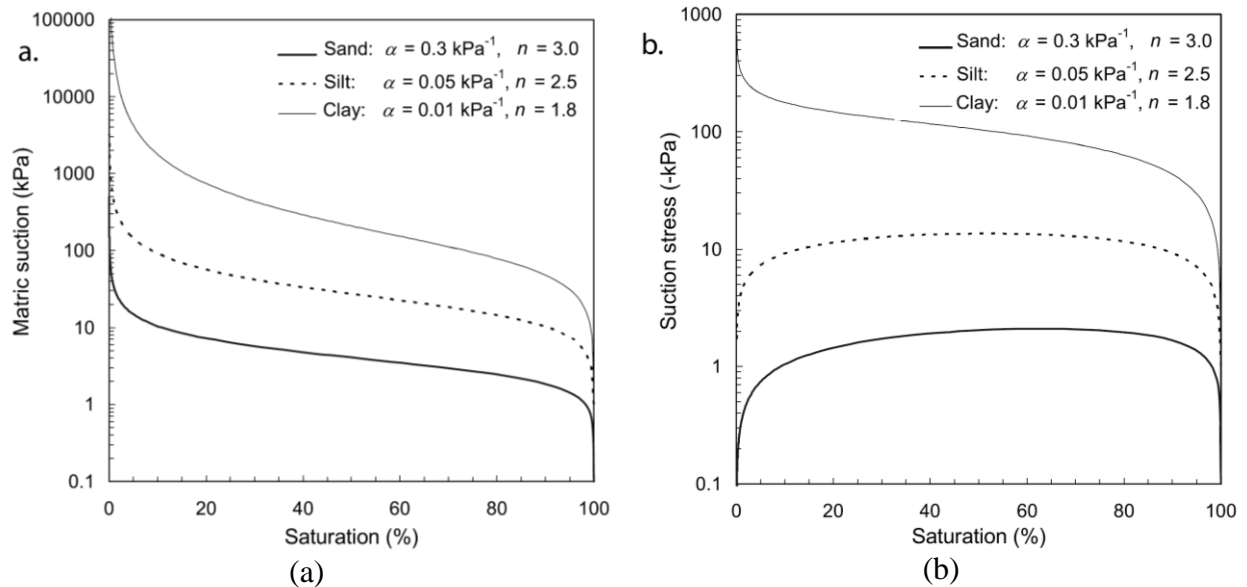 a.
Sand: α = 0.3 kPa⁻¹, n = 3.0
Silt: α = 0.05 kPa⁻¹, n = 2.5
Clay: α = 0.01 kPa⁻¹, n = 1.8
Matric suction (kPa)
100000
10000
1000
100
10
1
0.1
0 20 40 60 80 100
Saturation (%)
(a)
b.
Sand: α = 0.3 kPa⁻¹, n = 3.0
Silt: α = 0.05 kPa⁻¹, n = 2.5
Clay: α = 0.01 kPa⁻¹, n = 1.8
Suction stress (-kPa)
1000
100
10
1
0.1
0 20 40 60 80 100
Saturation (%)
(b)